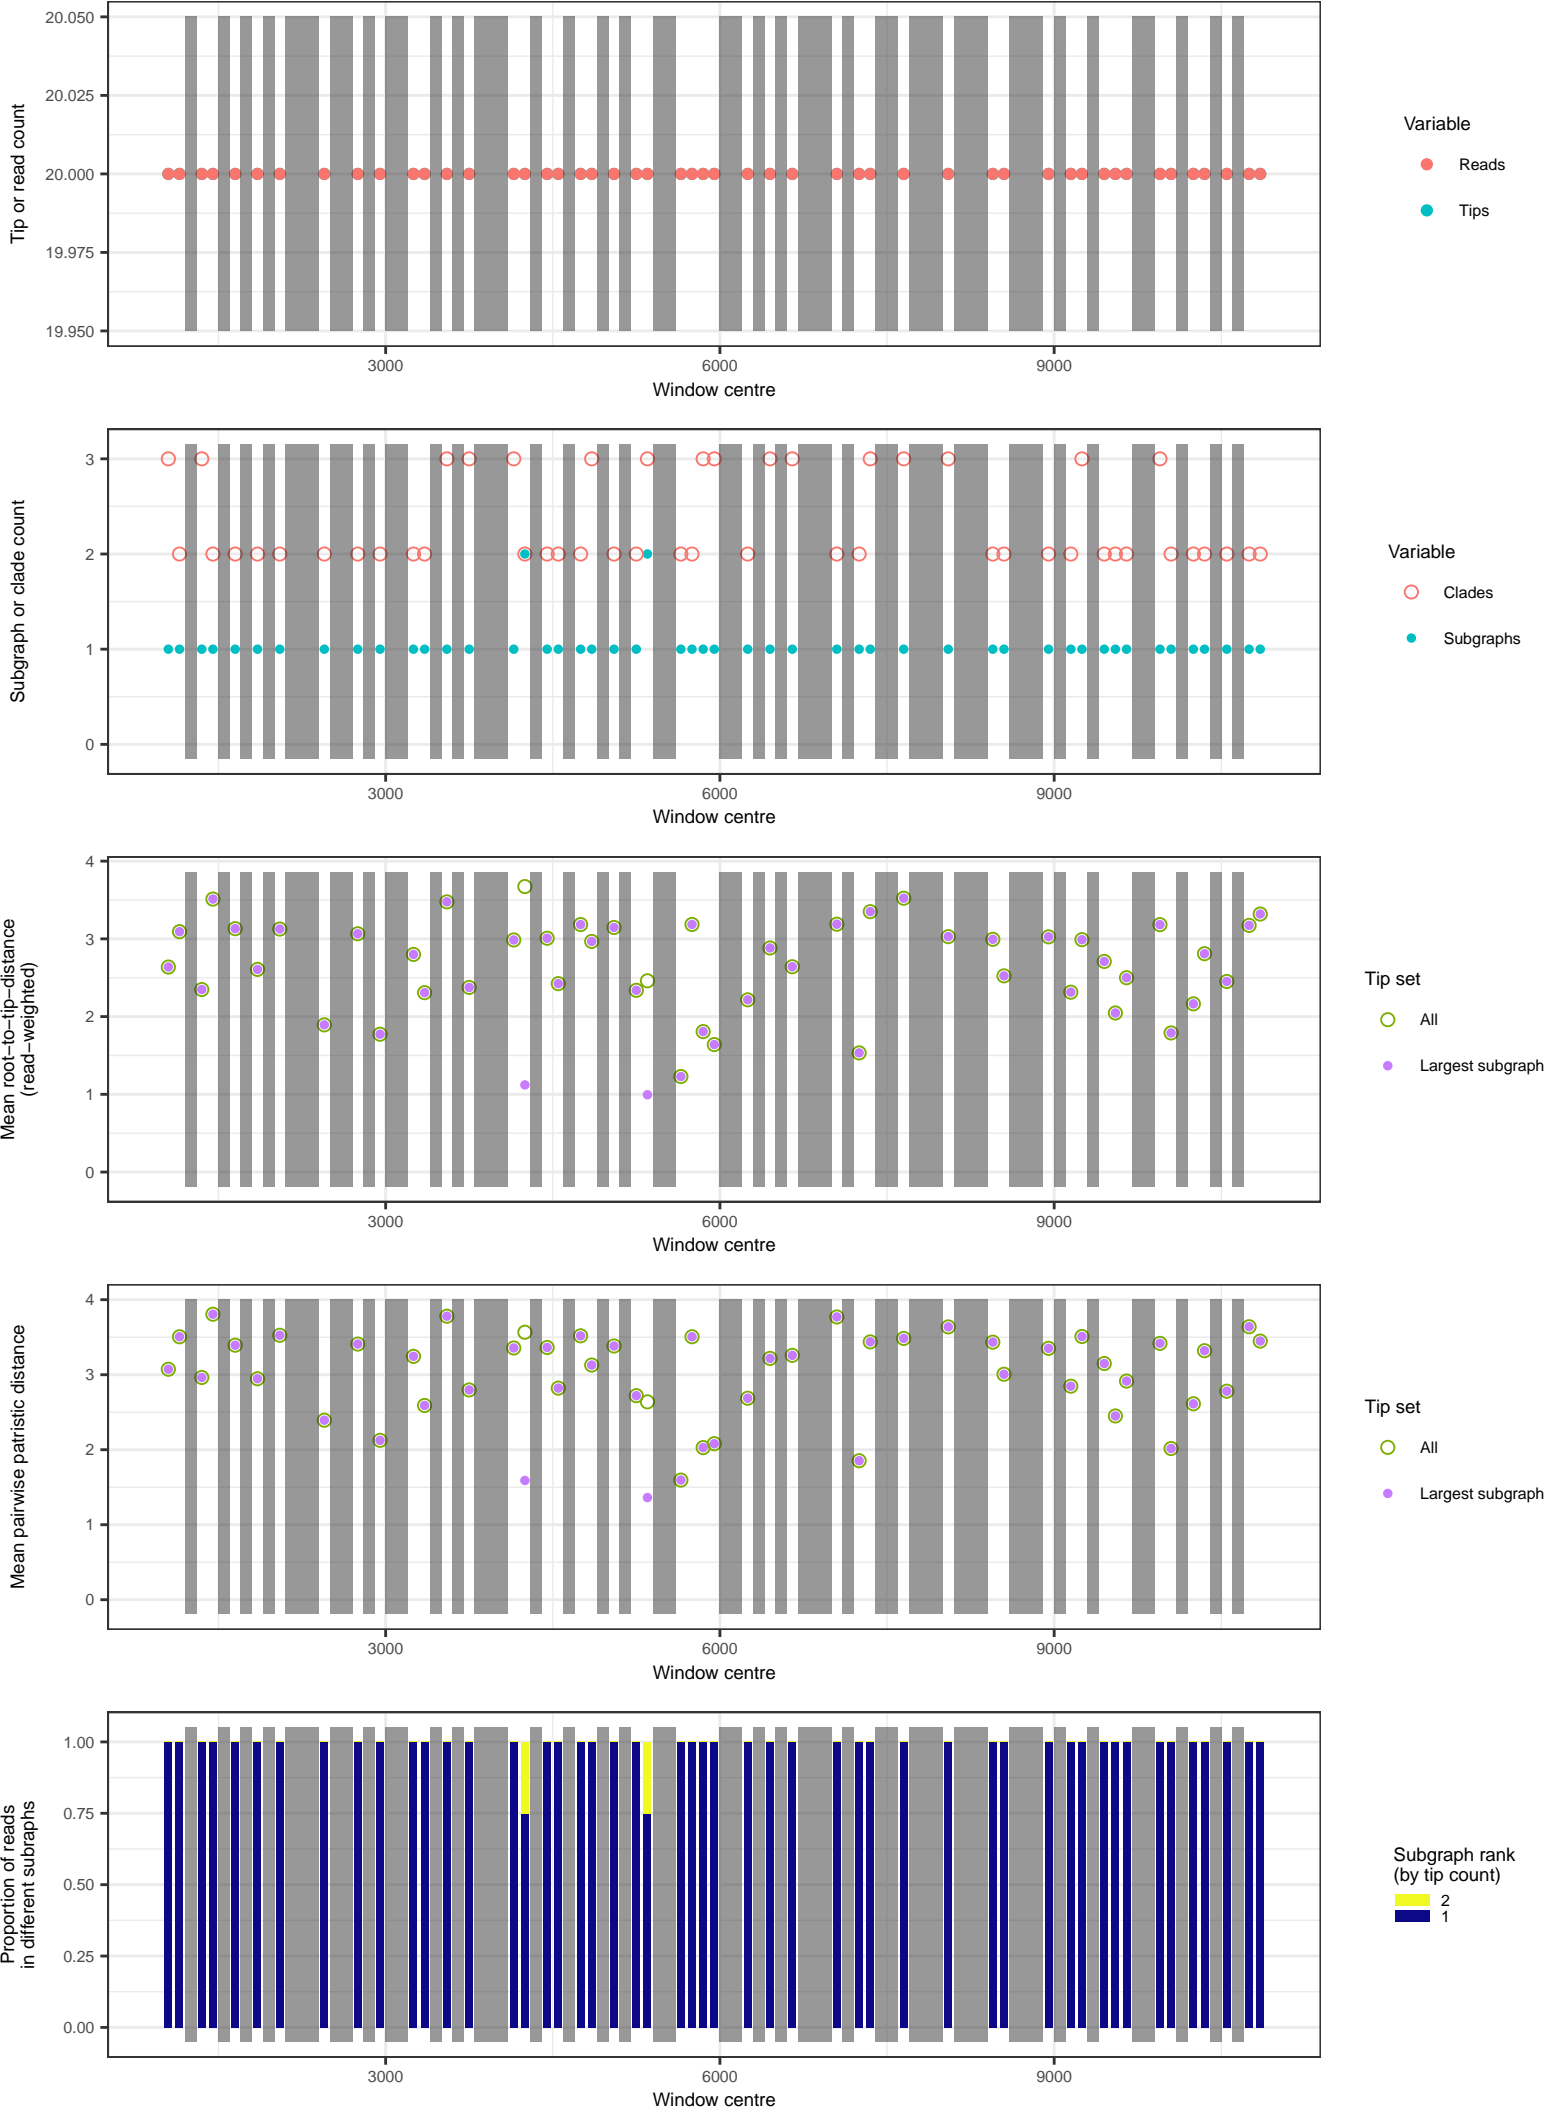 20.050
20.025
20.000
19.975
19.950
Tip or read count
3000
6000
9000
Window centre
Variable
Reads
Tips
3
2
1
0
Subgraph or clade count
3000
6000
9000
Window centre
Variable
Clades
Subgraphs
4
3
2
1
0
Mean root−to−tip−distance
(read−weighted)
3000
6000
9000
Window centre
Tip set
All
Largest subgraph
4
3
2
1
0
Mean pairwise patristic distance
3000
6000
9000
Window centre
Tip set
All
Largest subgraph
1.00
0.75
0.50
0.25
0.00
Proportion of reads
in different subraphs
3000
6000
9000
Window centre
Subgraph rank
(by tip count)
2
1